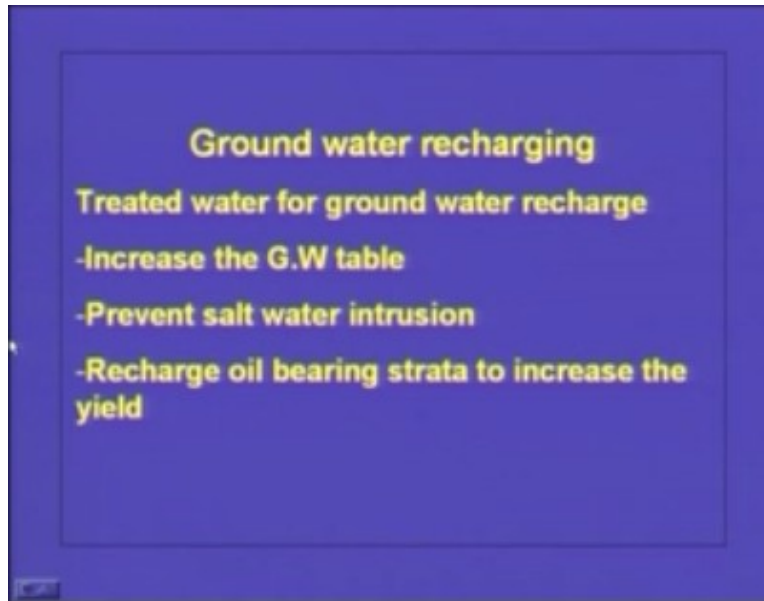 Ground water recharging
Treated water for ground water recharge
-Increase the G.W table
-Prevent salt water intrusion
-Recharge oil bearing strata to increase the
yield